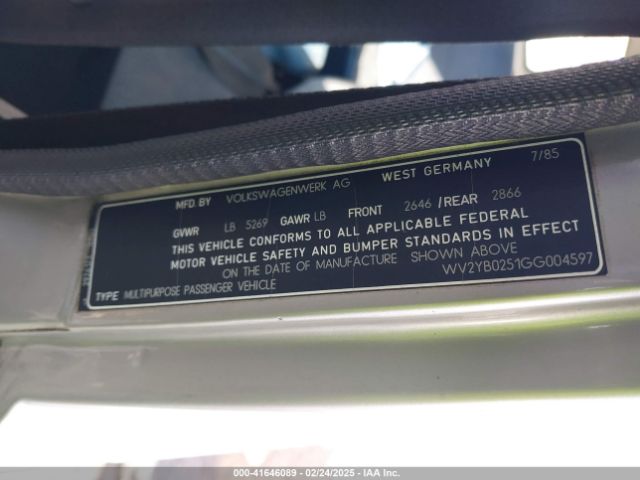 MFD BY VOLKSWAGENWERK AG WEST GERMANY 7/85
GVWR LB 5269 GAWR LB FRONT 2646 /REAR 2866
THIS VEHICLE CONFORMS TO ALL APPLICABLE FEDERAL
MOTOR VEHICLE SAFETY AND BUMPER STANDARDS IN EFFECT
ON THE DATE OF MANUFACTURE SHOWN ABOVE
WV2YB0251GG004597
TYPE MULTIPURPOSE PASSENGER VEHICLE
000-41646089 - 02/24/2025 - IAAI.COM